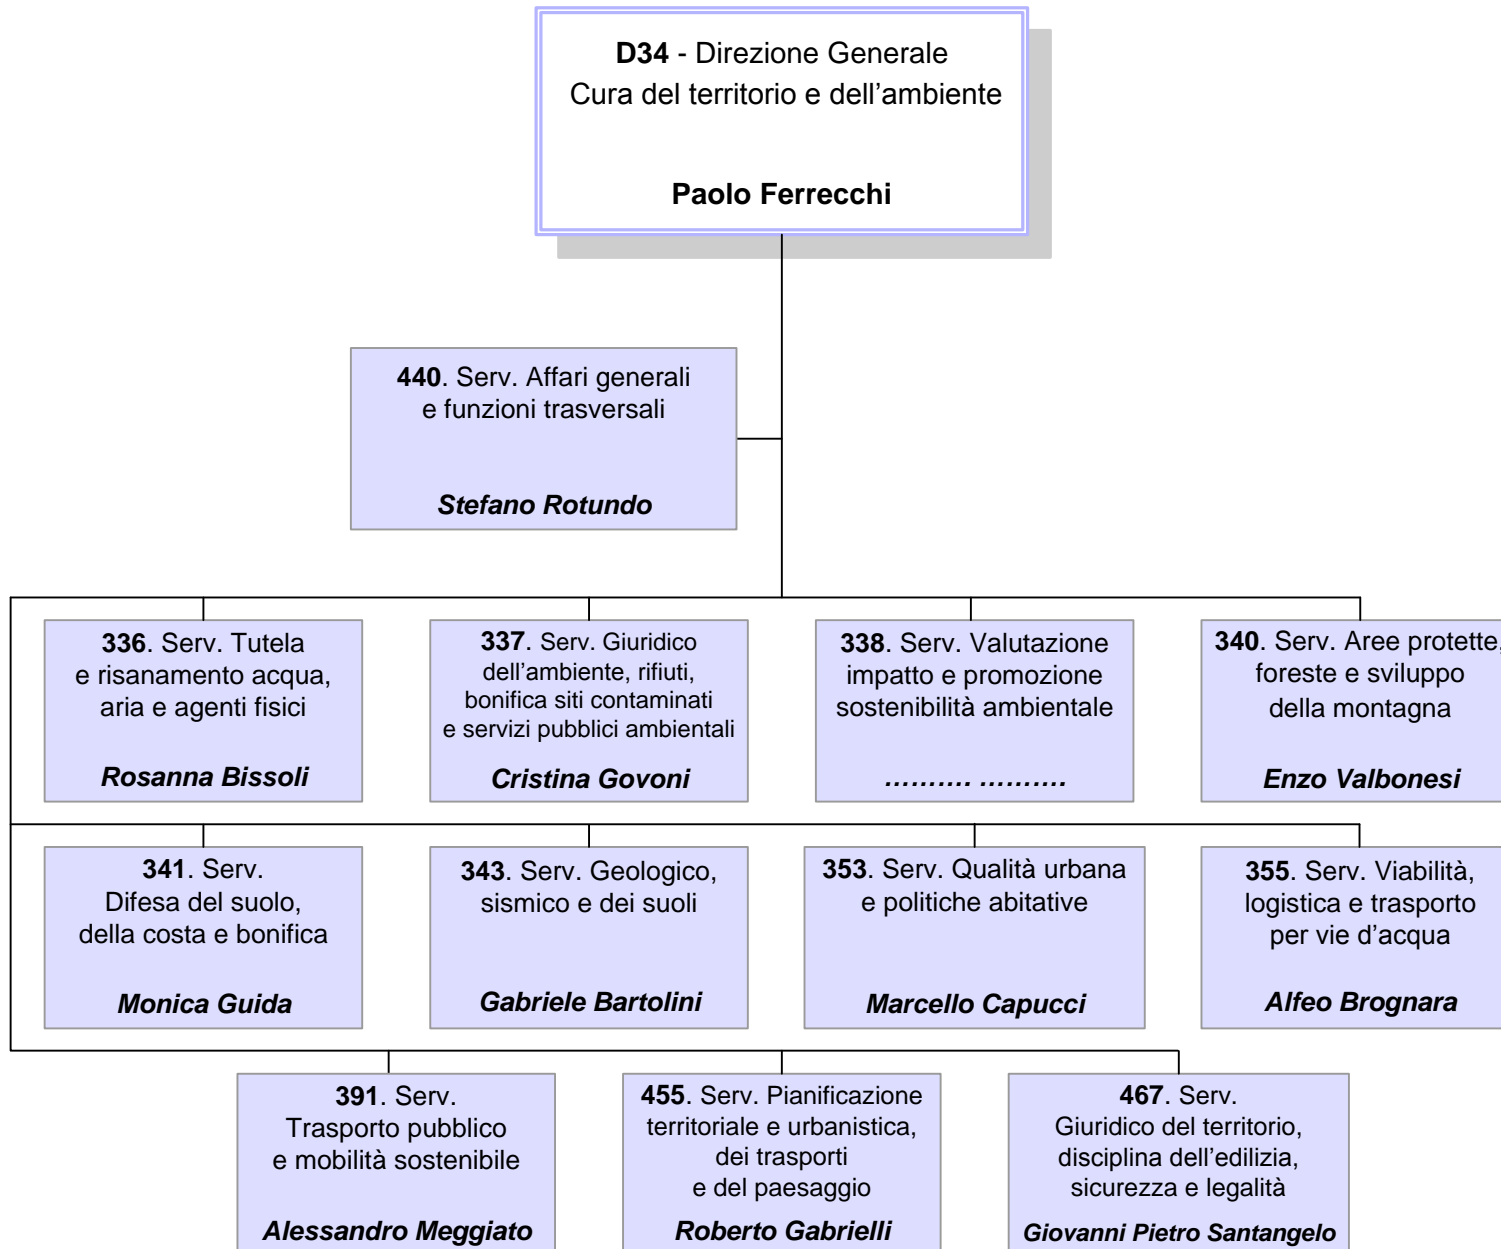 D34 - Direzione Generale
Cura del territorio e dell’ambiente
Paolo Ferrecchi
440. Serv. Affari generali
e funzioni trasversali
Stefano Rotundo
336. Serv. Tutela
e risanamento acqua,
aria e agenti fisici
Rosanna Bissoli
337. Serv. Giuridico
dell’ambiente, rifiuti,
bonifica siti contaminati
e servizi pubblici ambientali
Cristina Govoni
338. Serv. Valutazione
impatto e promozione
sostenibilità ambientale
………. ……….
340. Serv. Aree protette,
foreste e sviluppo
della montagna
Enzo Valbonesi
341. Serv.
Difesa del suolo,
della costa e bonifica
Monica Guida
343. Serv. Geologico,
sismico e dei suoli
Gabriele Bartolini
353. Serv. Qualità urbana
e politiche abitative
Marcello Capucci
355. Serv. Viabilità,
logistica e trasporto
per vie d’acqua
Alfeo Brognara
391. Serv.
Trasporto pubblico
e mobilità sostenibile
Alessandro Meggiato
455. Serv. Pianificazione
territoriale e urbanistica,
dei trasporti
e del paesaggio
Roberto Gabrielli
467. Serv.
Giuridico del territorio,
disciplina dell’edilizia,
sicurezza e legalità
Giovanni Pietro Santangelo